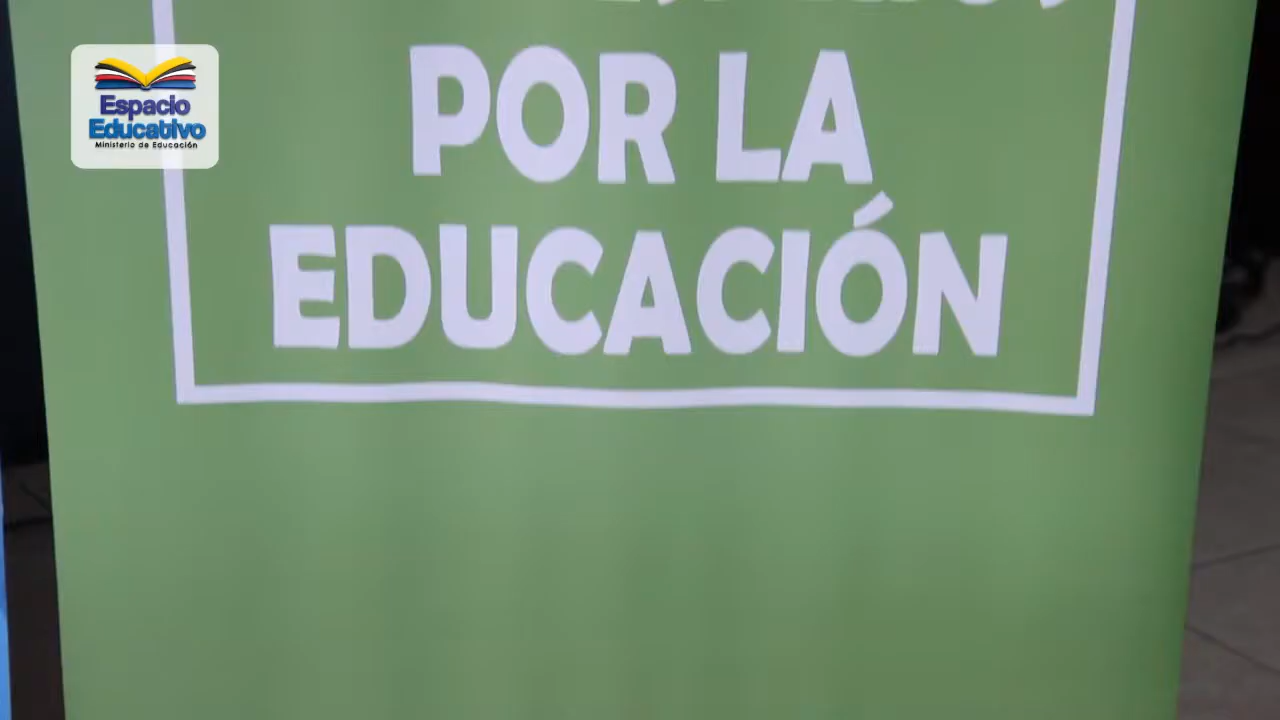 POR LA
EDUCACIÓN
Espacio
Educativo
Ministerio de Educación